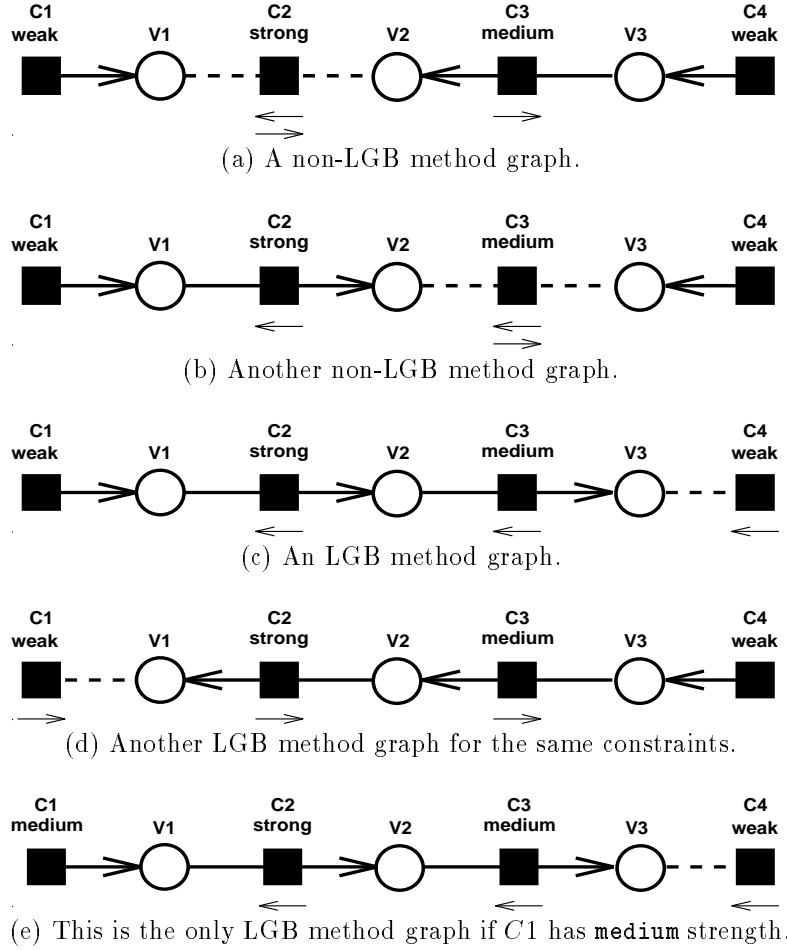 C1 C2 C3 C4
weak V1 strong V2 medium V3 weak
(a) A non-LGB method graph.
C1 C2 C3 C4
weak V1 strong V2 medium V3 weak
(b) Another non-LGB method graph.
C1 C2 C3 C4
weak V1 strong V2 medium V3 weak
(c) An LGB method graph.
C1 C2 C3 C4
weak V1 strong V2 medium V3 weak
(d) Another LGB method graph for the same constraints.
C1 C2 C3 C4
medium V1 strong V2 medium V3 weak
(e) This is the only LGB method graph if C1 has medium strength.